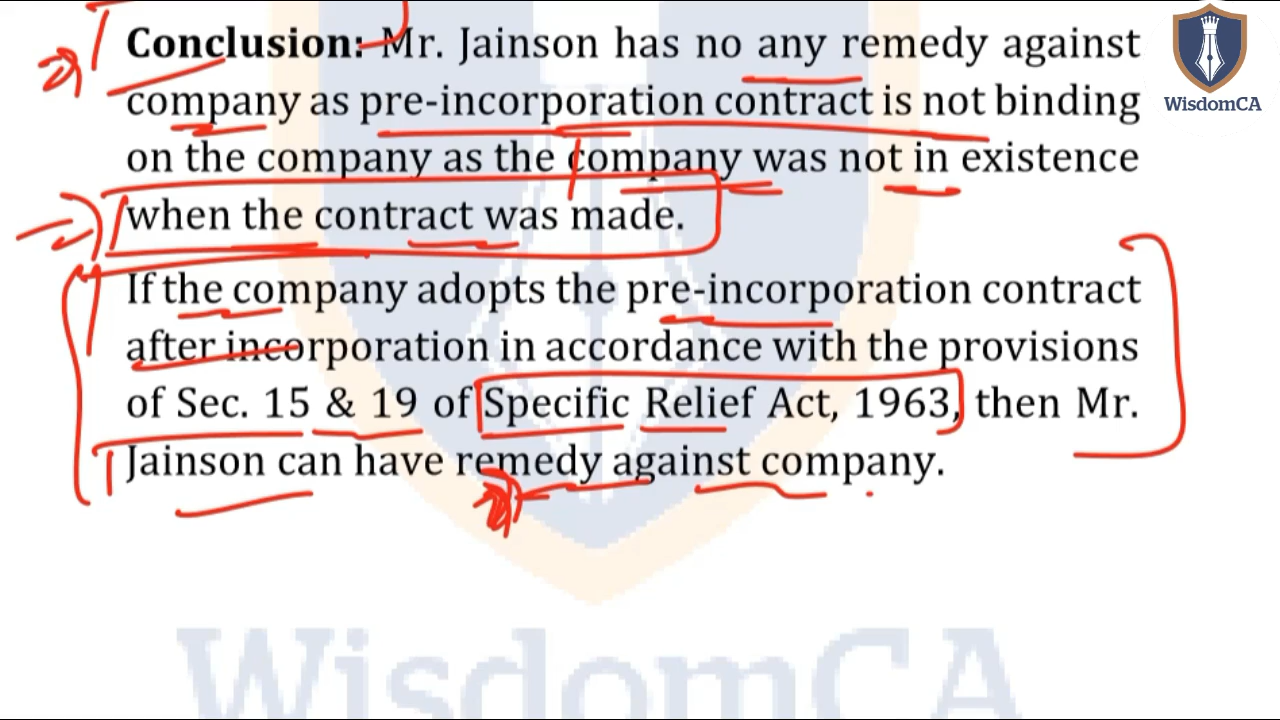 Conclusion: Mr. Jainson has no any remedy against
company as pre-incorporation contract is not binding
on the company as the company was not in existence
when the contract was made.
If the company adopts the pre-incorporation contract
after incorporation in accordance with the provisions
of Sec. 15 & 19 of Specific Relief Act, 1963, then Mr.
Jainson can have remedy against company.
WisdomCA
WisdomCA